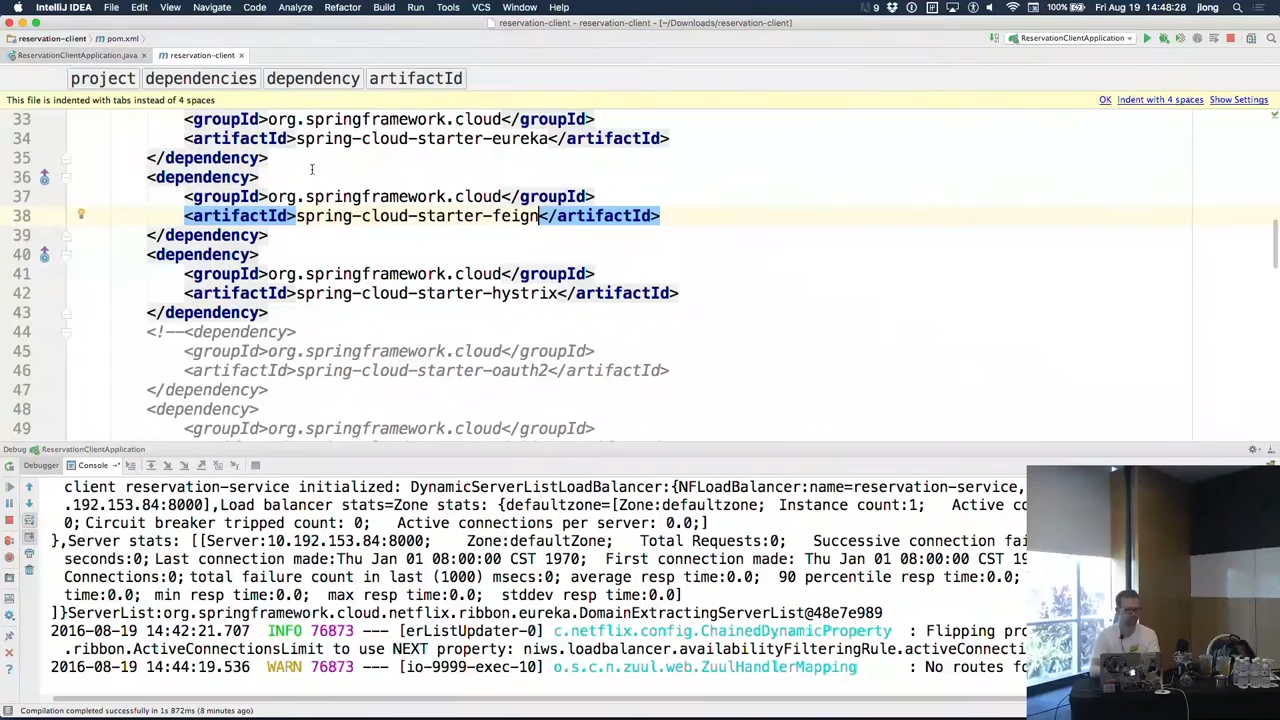 IntelliJ IDEA File Edit View Navigate Code Analyze Refactor Build Run Tools VCS Window Help 9 100% Fri Aug 19 14:48:28 jlong
reservation-client - reservation-client - [~/Downloads/reservation-client]
reservation-client pom.xml ReservationClientApplication
ReservationClientApplication.java reservation-client
project dependencies dependency artifactId
This file is indented with tabs instead of 4 spaces OK Indent with 4 spaces Show Settings
33 <groupId>org.springframework.cloud</groupId>
34 <artifactId>spring-cloud-starter-eureka</artifactId>
35 </dependency>
36 <dependency>
37 <groupId>org.springframework.cloud</groupId>
38 <artifactId>spring-cloud-starter-feign</artifactId>
39 </dependency>
40 <dependency>
41 <groupId>org.springframework.cloud</groupId>
42 <artifactId>spring-cloud-starter-hystrix</artifactId>
43 </dependency>
44 <!--<dependency>
45 <groupId>org.springframework.cloud</groupId>
46 <artifactId>spring-cloud-starter-oauth2</artifactId>
47 </dependency>
48 <dependency>
49 <groupId>org.springframework.cloud</groupId>
Debug ReservationClientApplication
Debugger Console
client reservation-service initialized: DynamicServerListLoadBalancer:{NFLoadBalancer:name=reservation-service,
.192.153.84:8000],Load balancer stats=Zone stats: {defaultzone=[Zone:defaultzone; Instance count:1; Active co
0; Circuit breaker tripped count: 0; Active connections per server: 0.0;]
},Server stats: [[Server:10.192.153.84:8000; Zone:defaultZone; Total Requests:0; Successive connection fai
seconds:0; Last connection made:Thu Jan 01 08:00:00 CST 1970; First connection made: Thu Jan 01 08:00:00 CST 19
Connections:0; total failure count in last (1000) msecs:0; average resp time:0.0; 90 percentile resp time:0.0;
time:0.0; min resp time:0.0; max resp time:0.0; stddev resp time:0.0]
]}ServerList:org.springframework.cloud.netflix.ribbon.eureka.DomainExtractingServerList@48e7e989
2016-08-19 14:42:21.707 INFO 76873 --- [erListUpdater-0] c.netflix.config.ChainedDynamicProperty : Flipping pro
.ribbon.ActiveConnectionsLimit to use NEXT property: niws.loadbalancer.availabilityFilteringRule.activeConnecti
2016-08-19 14:44:19.536 WARN 76873 --- [io-9999-exec-10] o.s.c.n.zuul.web.ZuulHandlerMapping : No routes fo
Compilation completed successfully in 1s 872ms (8 minutes ago)